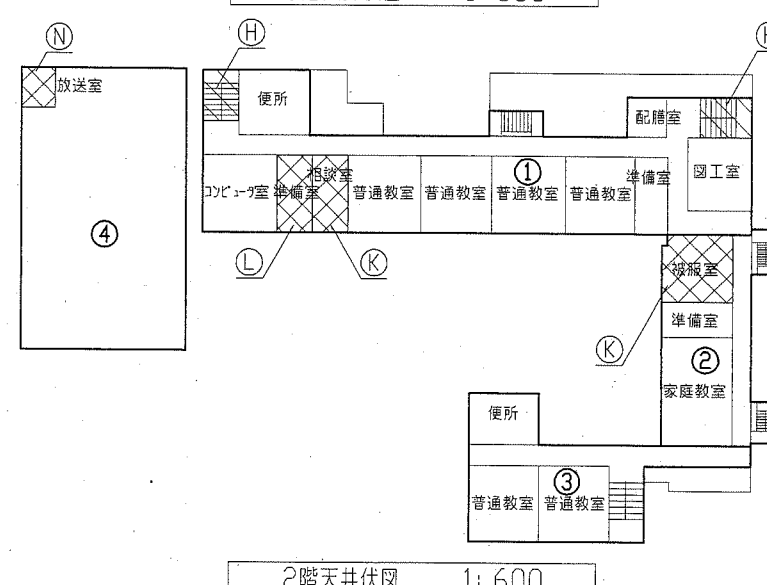 Ⓝ
放送室
④
Ⓗ
便所
配膳室
コンピュータ室
準備室
相談室
普通教室
普通教室
①
普通教室
普通教室
準備室
図工室
Ⓛ
Ⓚ
被服室
Ⓚ
準備室
②
家庭教室
便所
③
普通教室
普通教室
2階天井伏図 1:600